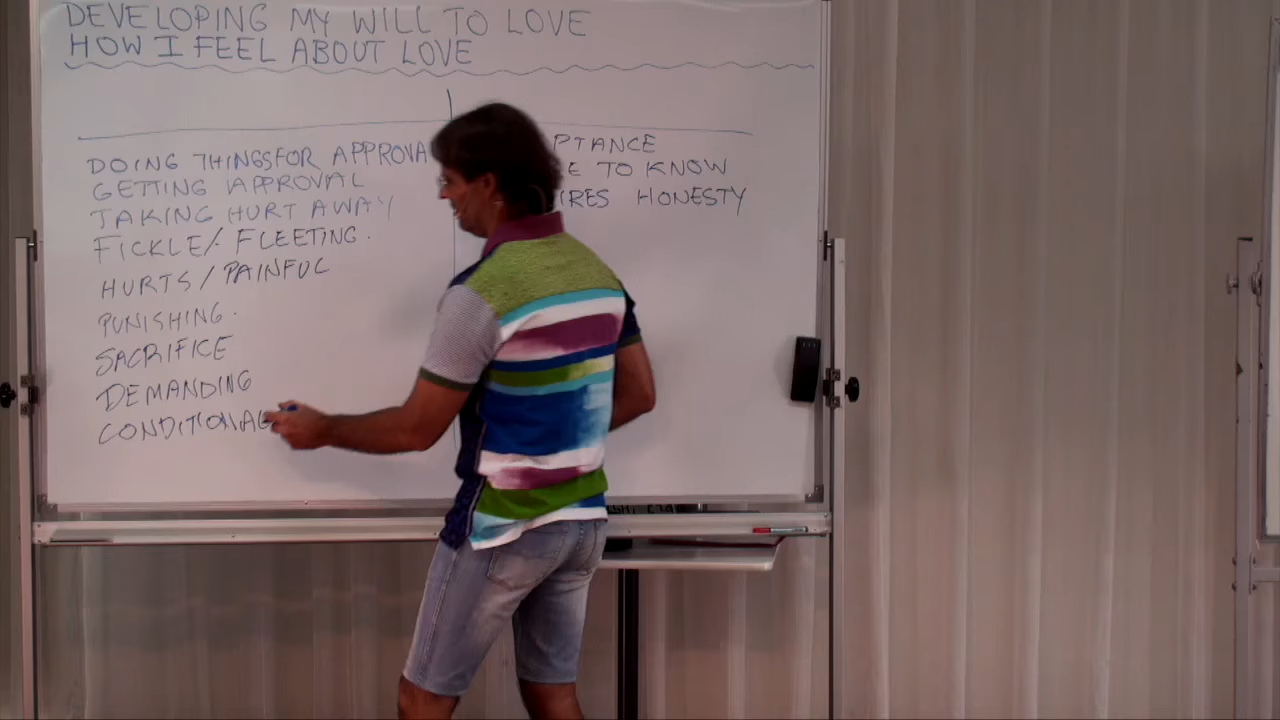 DEVELOPING MY WILL TO LOVE
HOW I FEEL ABOUT LOVE
DOING THINGS FOR APPROVA
GETTING APPROVAL
TAKING HURT AWAY
FICKLE/ FLEETING.
HURTS / PAINFUL
PUNISHING.
SACRIFICE
DEMANDING
CONDITIONAL
PTANCE
E TO KNOW
IRES HONESTY